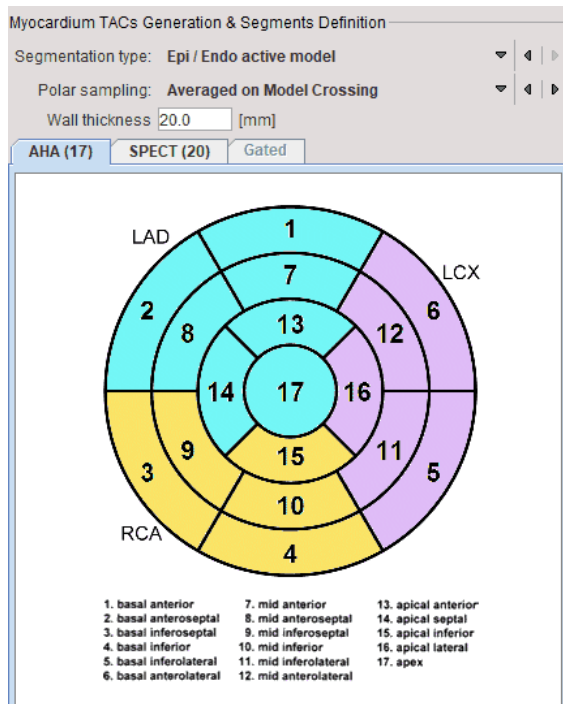 Myocardium TACs Generation & Segments Definition
Segmentation type: Epi / Endo active model
Polar sampling: Averaged on Model Crossing
Wall thickness 20.0 [mm]
AHA (17) SPECT (20) Gated
1
LAD
7
LCX
2
6
13
8
12
14
17
16
9
15
11
3
5
10
RCA
4
1. basal anterior 7. mid anterior 13. apical anterior
2. basal anteroseptal 8. mid anteroseptal 14. apical septal
3. basal inferoseptal 9. mid inferoseptal 15. apical inferior
4. basal inferior 10. mid inferior 16. apical lateral
5. basal inferolateral 11. mid inferolateral 17. apex
6. basal anterolateral 12. mid anterolateral